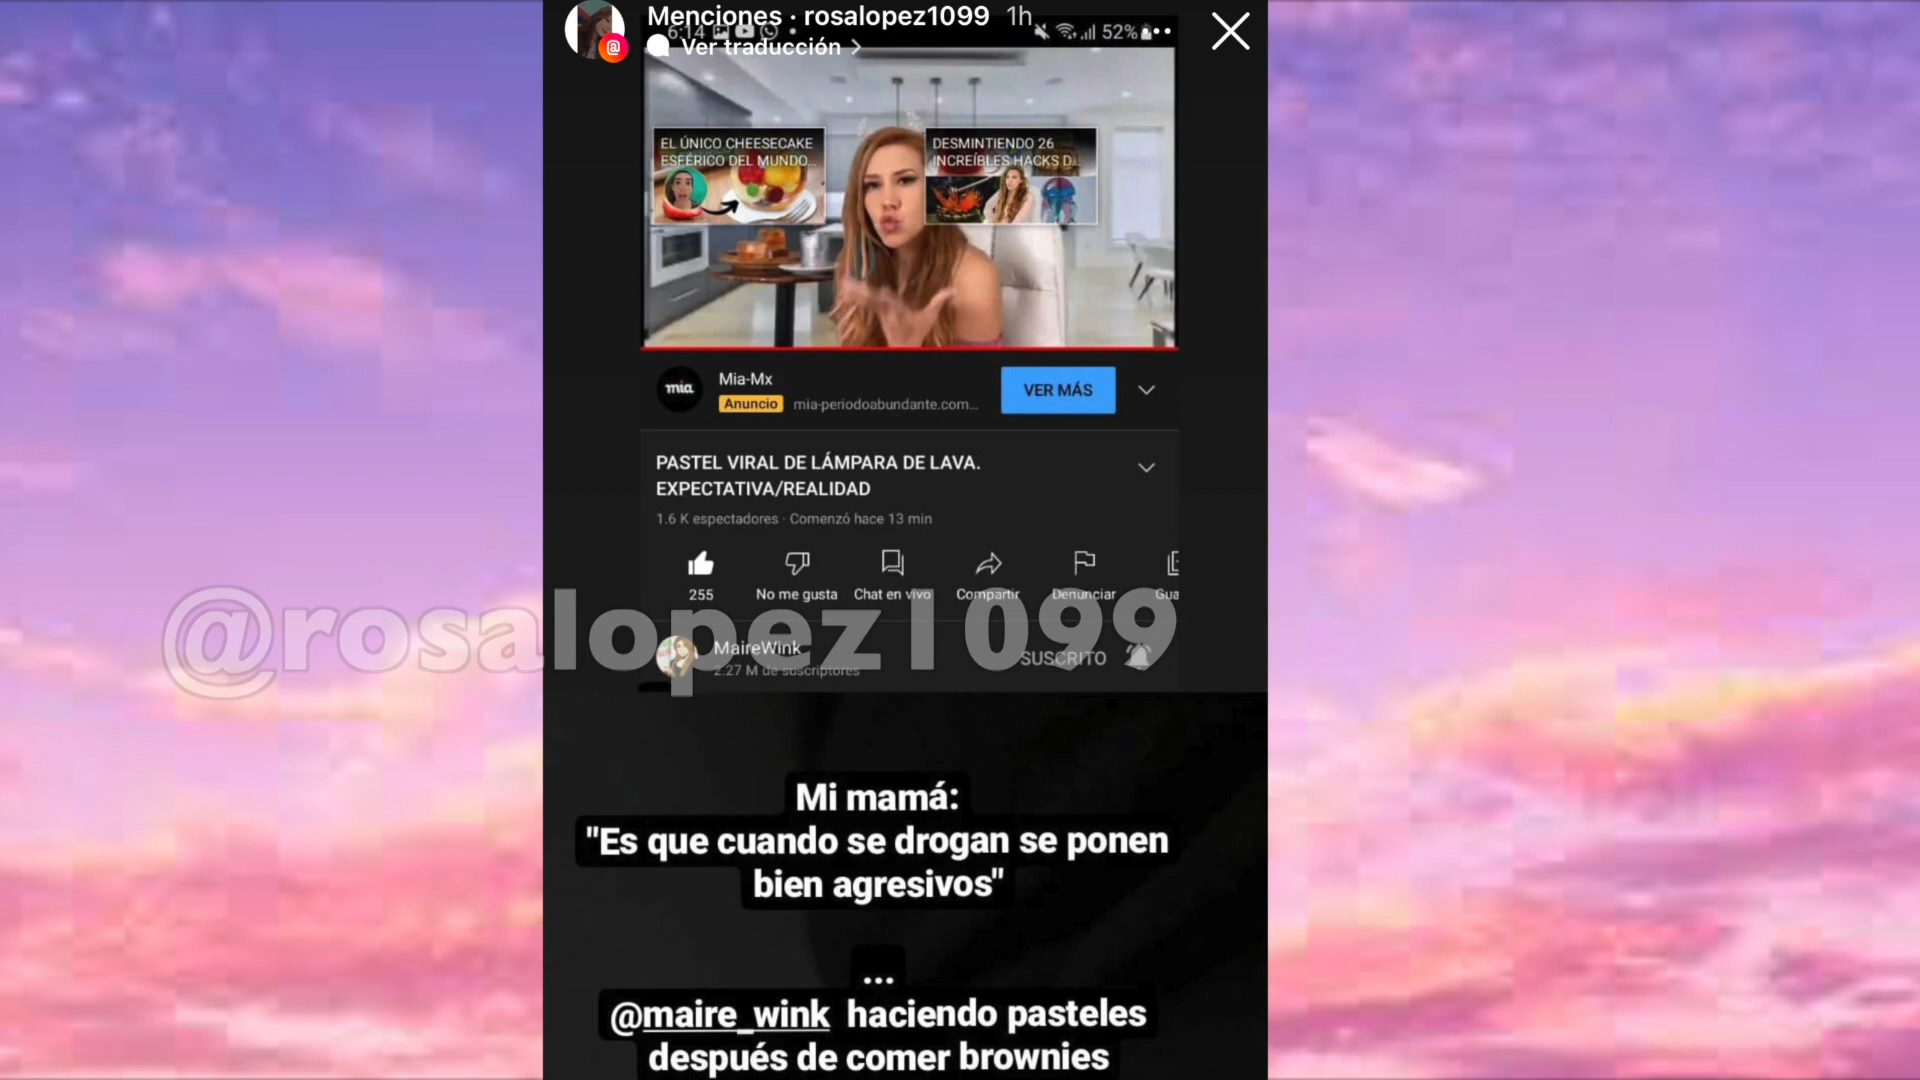 Menciones · rosalopez1099 1h
6:14 52%
Ver traducción
EL ÚNICO CHEESECAKE
ESFÉRICO DEL MUNDO...
DESMINTIENDO 26
INCREÍBLES HACKS D...
mia
Mia-Mx
Anuncio mia-periodoabundante.com...
VER MÁS
PASTEL VIRAL DE LÁMPARA DE LAVA.
EXPECTATIVA/REALIDAD
1.6 K espectadores · Comenzó hace 13 min
255 No me gusta Chat en vivo Compartir Denunciar Gua
@rosalopez1099
MaireWink
2.27 M de suscriptores
SUSCRITO
Mi mamá:
"Es que cuando se drogan se ponen
bien agresivos"
...
@maire_wink haciendo pasteles
después de comer brownies